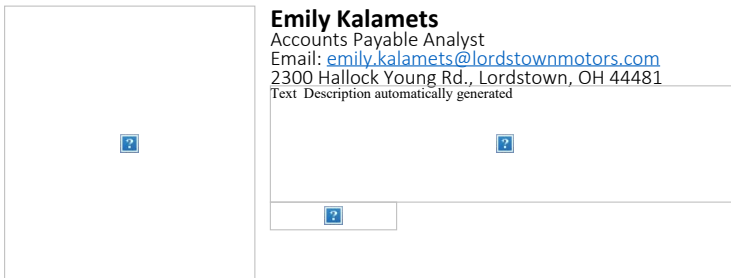 Emily Kalamets
Accounts Payable Analyst
Email: emily.kalamets@lordstownmotors.com
2300 Hallock Young Rd., Lordstown, OH 44481
Text Description automatically generated